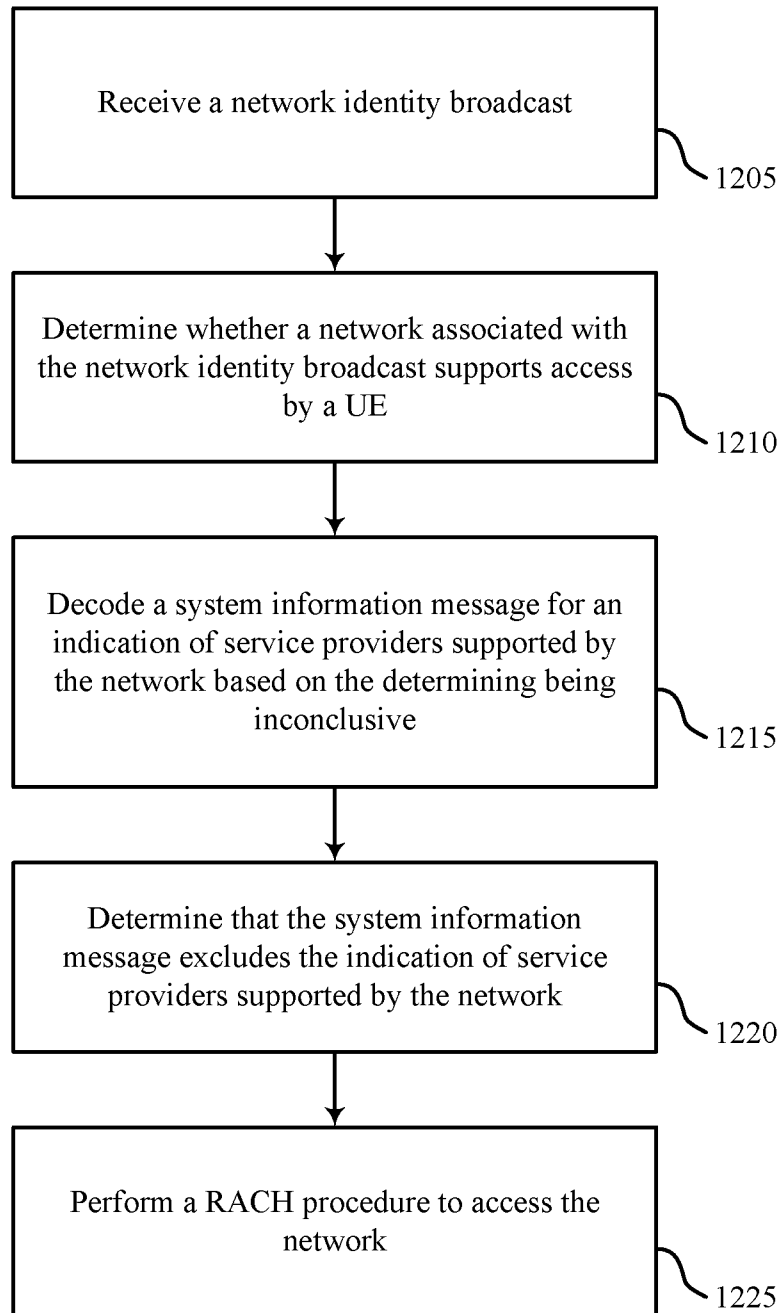 Receive a network identity broadcast
1205
Determine whether a network associated with
the network identity broadcast supports access
by a UE
1210
Decode a system information message for an
indication of service providers supported by
the network based on the determining being
inconclusive
1215
Determine that the system information
message excludes the indication of service
providers supported by the network
1220
Perform a RACH procedure to access the
network
1225